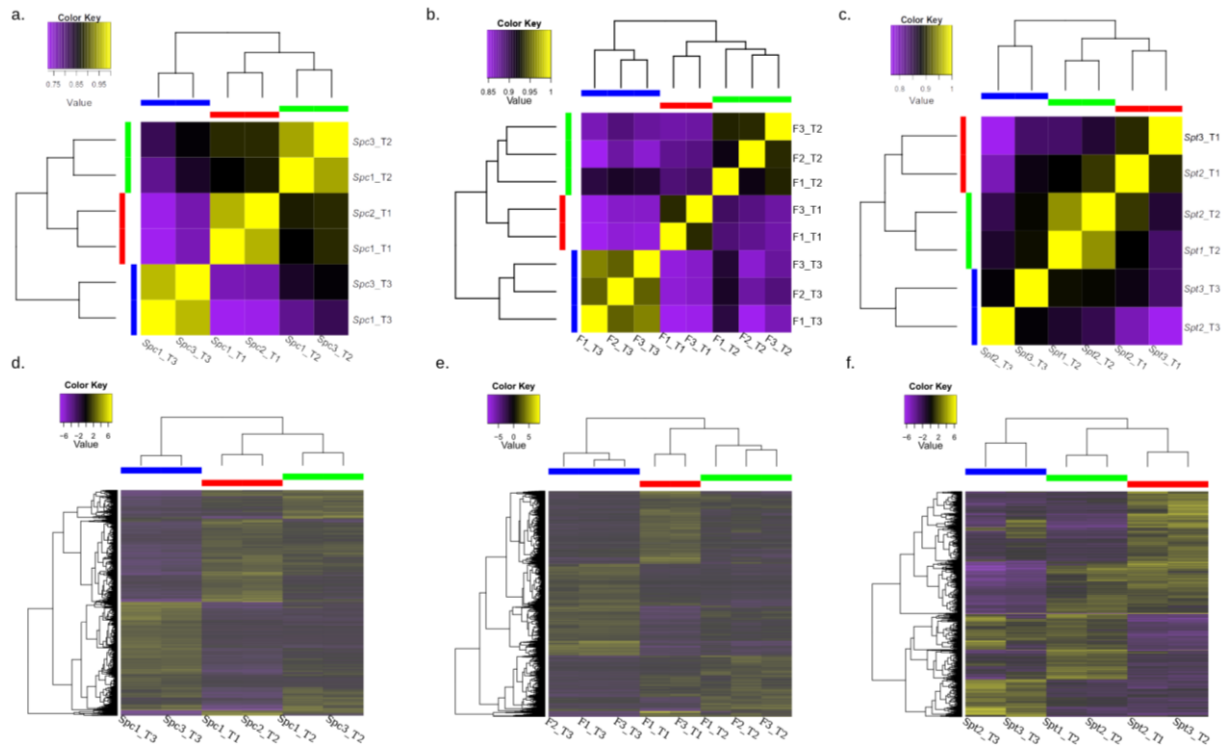 a.
Color Key
0.75 0.85 0.95
Value
Spc3_T2
Spc1_T2
Spc2_T1
Spc1_T1
Spc3_T3
Spc1_T3
Spc1_T3 Spc3_T3 Spc1_T1 Spc2_T1 Spc1_T2 Spc3_T2
b.
Color Key
0.85 0.9 0.95 1
Value
F3_T2
F2_T2
F1_T2
F3_T1
F1_T1
F3_T3
F2_T3
F1_T3
F1_T3 F2_T3 F3_T3 F1_T1 F3_T1 F1_T2 F2_T2 F3_T2
c.
Color Key
0.8 0.9 1
Value
Spt3_T1
Spt2_T1
Spt2_T2
Spt1_T2
Spt3_T3
Spt2_T3
Spt2_T3 Spt3_T3 Spt1_T2 Spt2_T2 Spt2_T1 Spt3_T1
d.
Color Key
-6 -2 2 6
Value
Spc1_T3 Spc3_T3 Spc1_T1 Spc2_T2 Spc1_T2 Spc3_T2
e.
Color Key
-5 0 5
Value
F2_T3 F1_T3 F3_T3 F1_T1 F3_T1 F1_T2 F2_T2 F3_T2
f.
Color Key
-6 -2 2 6
Value
Spt2_T3 Spt3_T3 Spt1_T2 Spt2_T2 Spt2_T1 Spt3_T2